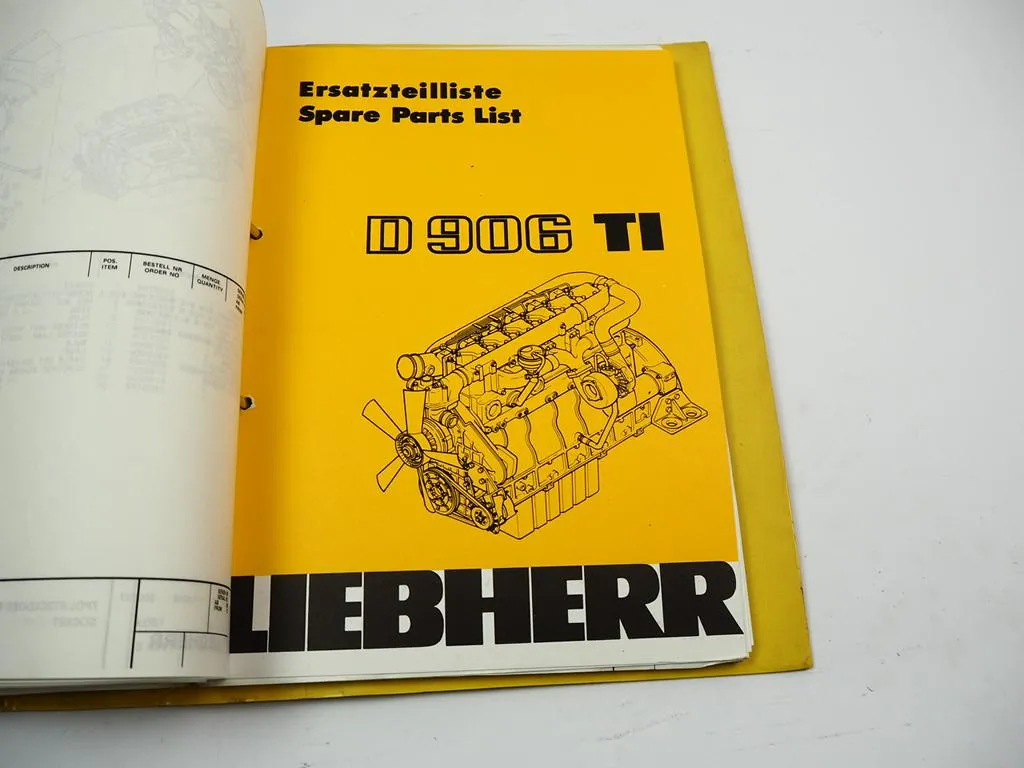 DESCRIPTION
POS.
ITEM
BESTELL NR.
ORDER NO
MENGE
QUANTITY
Ersatzteilliste
Spare Parts List
D 906 TI
LIEBHERR